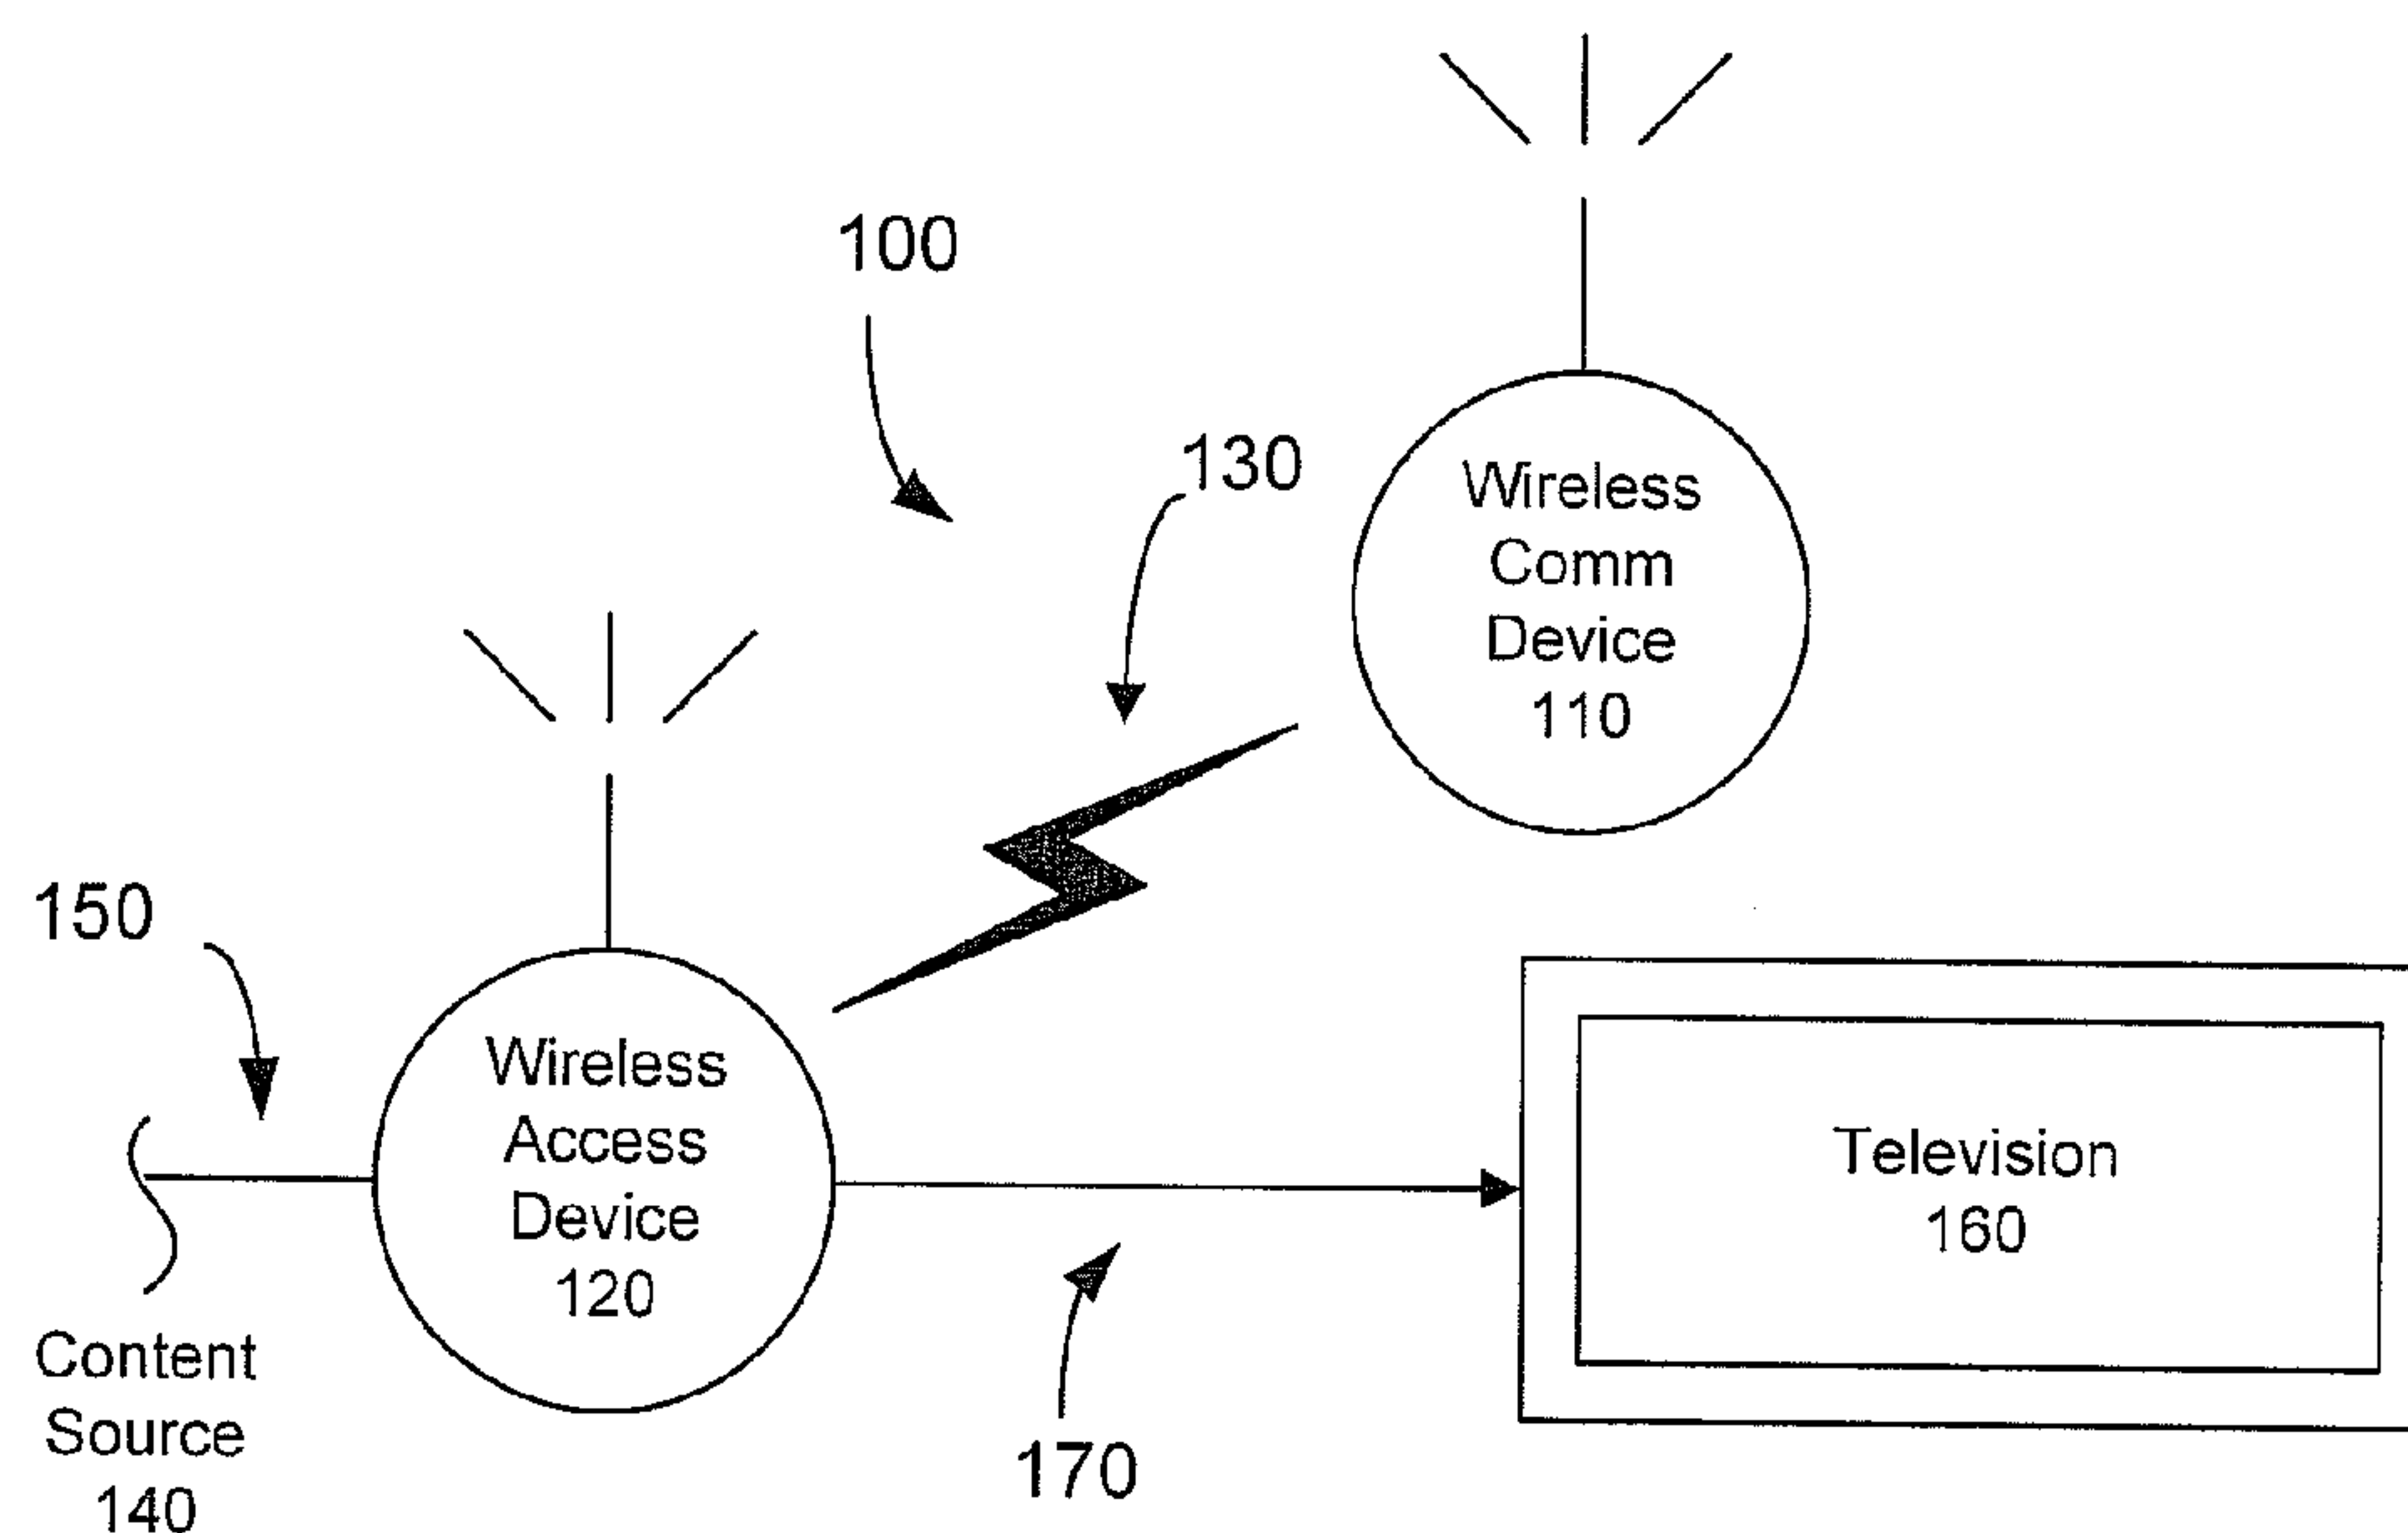 100
130
Wireless
Comm
Device
110
150
Wireless
Access
Device
120
Television
160
Content
Source
140
170